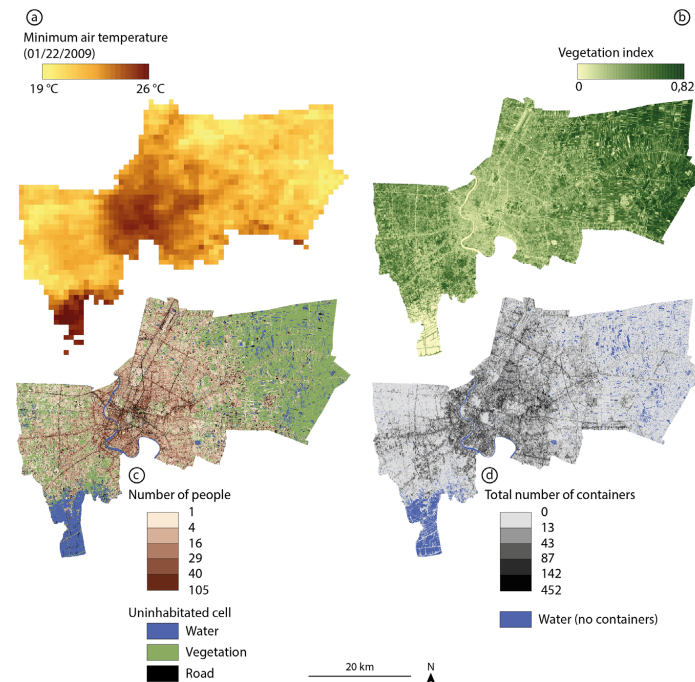 a
Minimum air temperature
(01/22/2009)
19 °C 26 °C
b
Vegetation index
0 0,82
c
Number of people
1
4
16
29
40
105
Uninhabited cell
Water
Vegetation
Road
d
Total number of containers
0
13
43
87
142
452
Water (no containers)
20 km
N